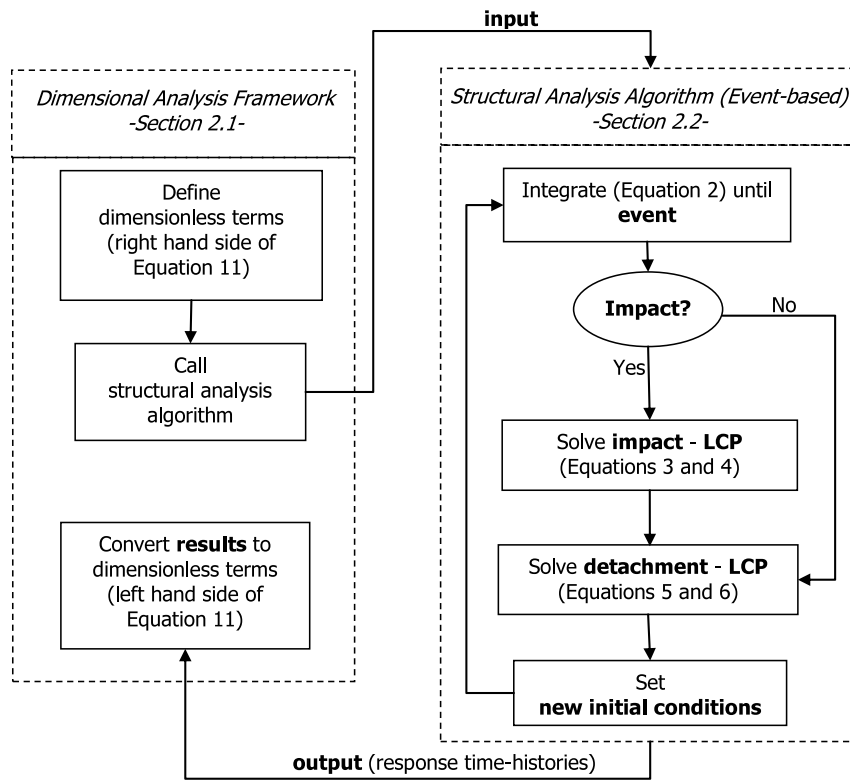 input
Dimensional Analysis Framework
-Section 2.1-
Define
dimensionless terms
(right hand side of
Equation 11)
Call
structural analysis
algorithm
Convert results to
dimensionless terms
(left hand side of
Equation 11)
Structural Analysis Algorithm (Event-based)
-Section 2.2-
Integrate (Equation 2) until
event
Impact?
No
Yes
Solve impact - LCP
(Equations 3 and 4)
Solve detachment - LCP
(Equations 5 and 6)
Set
new initial conditions
output (response time-histories)